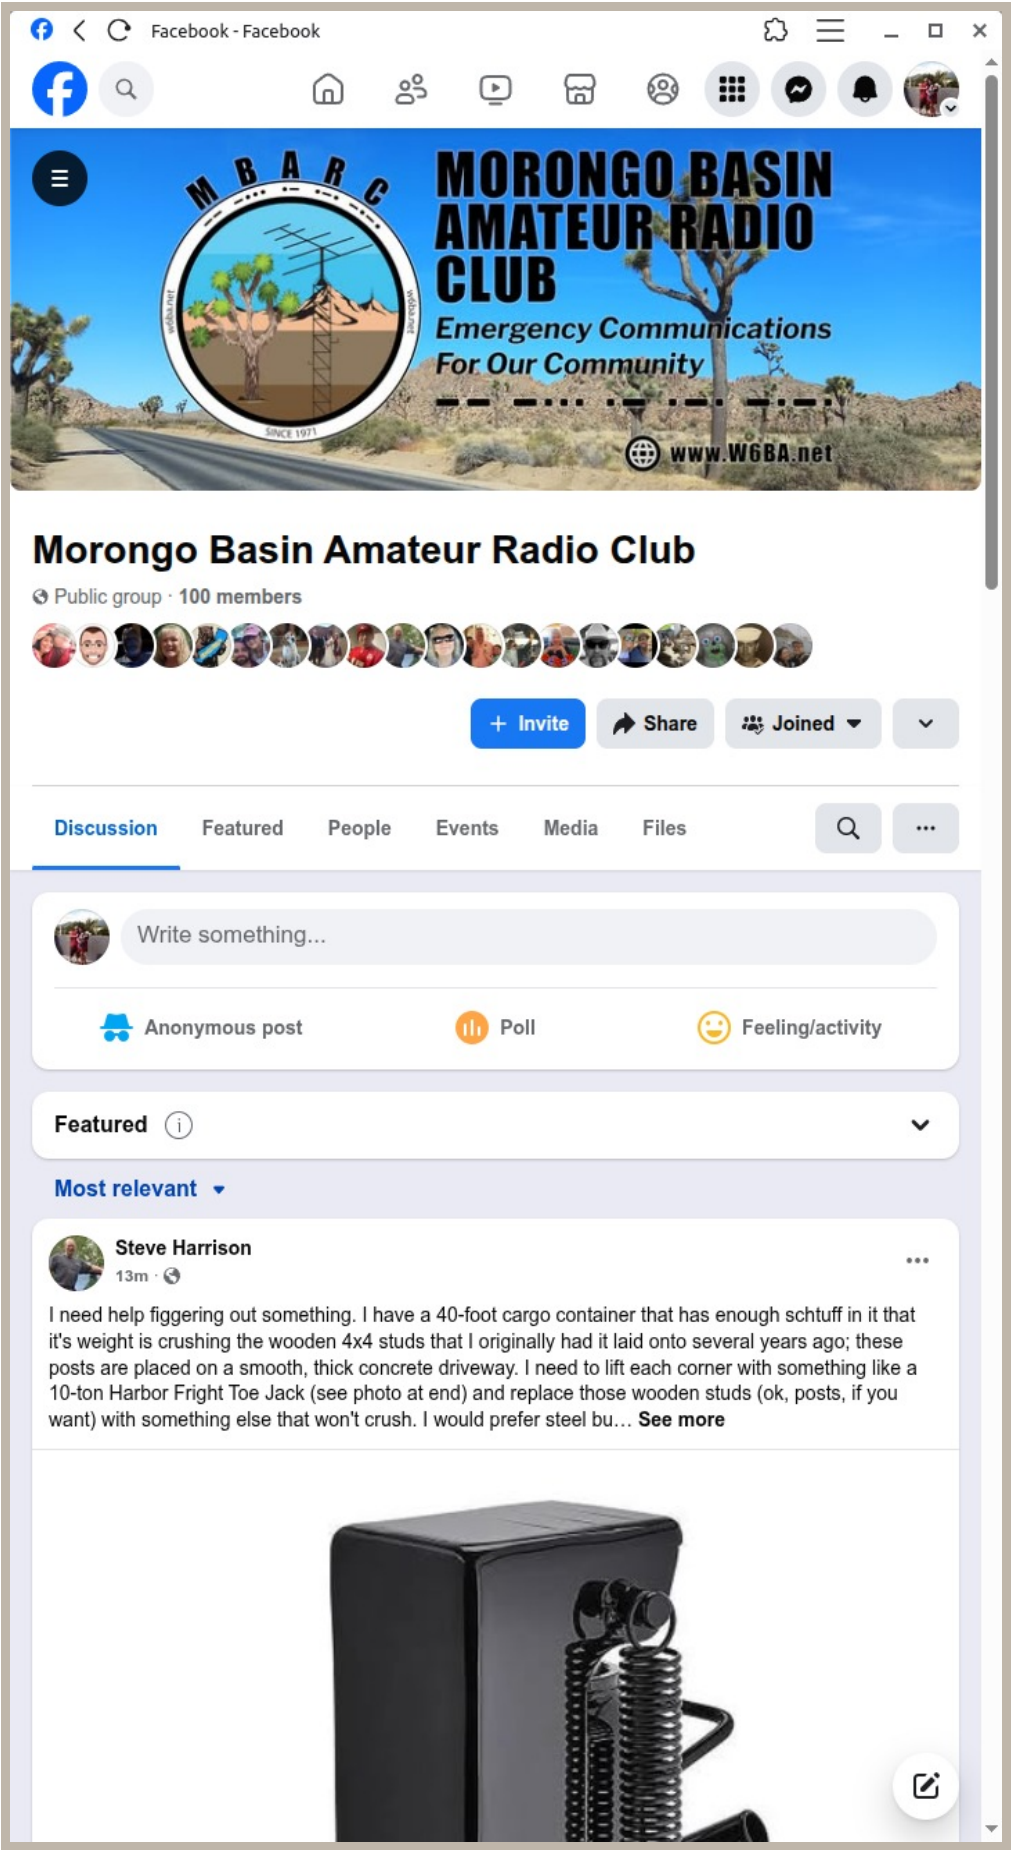 Facebook - Facebook
M B A R C
w6ba.net
w6ba.net
SINCE 1971
MORONGO BASIN
AMATEUR RADIO
CLUB
Emergency Communications
For Our Community
-- -... .- .-. -.-.
www.W6BA.net
Morongo Basin Amateur Radio Club
Public group · 100 members
+ Invite
Share
Joined
Discussion
Featured
People
Events
Media
Files
Write something...
Anonymous post
Poll
Feeling/activity
Featured
Most relevant
Steve Harrison
13m ·
I need help figgering out something. I have a 40-foot cargo container that has enough schtuff in it that
it's weight is crushing the wooden 4x4 studs that I originally had it laid onto several years ago; these
posts are placed on a smooth, thick concrete driveway. I need to lift each corner with something like a
10-ton Harbor Fright Toe Jack (see photo at end) and replace those wooden studs (ok, posts, if you
want) with something else that won't crush. I would prefer steel bu... See more